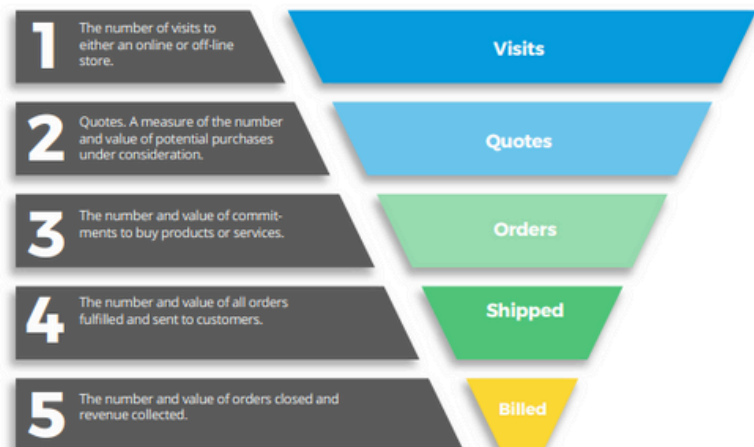 1
The number of visits to
either an online or off-line
store.
Visits
2
Quotes. A measure of the number
and value of potential purchases
under consideration.
Quotes
3
The number and value of commit-
ments to buy products or services.
Orders
4
The number and value of all orders
fulfilled and sent to customers.
Shipped
5
The number and value of orders closed and
revenue collected.
Billed